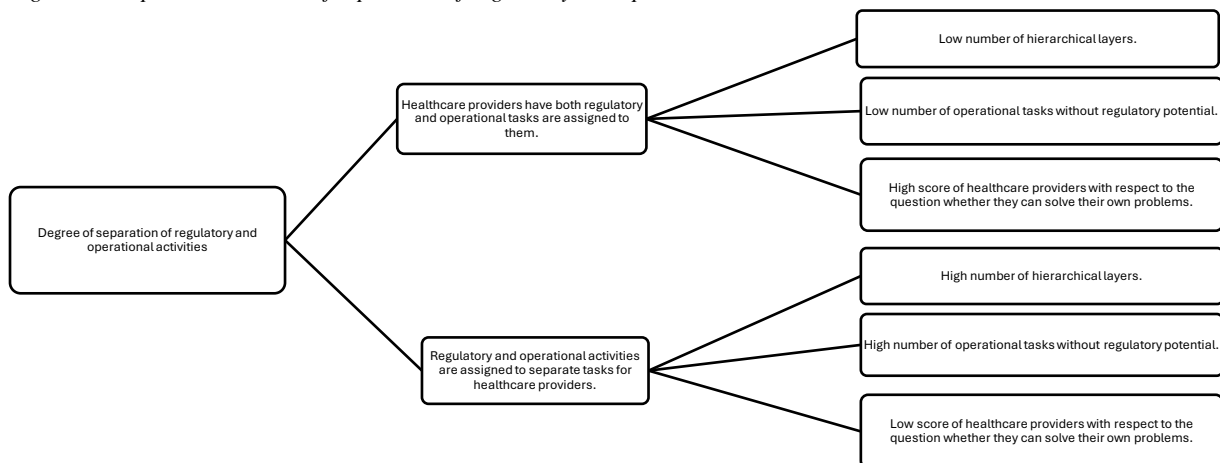 Low number of hierarchical layers.
Healthcare providers have both regulatory
and operational tasks are assigned to
them.
Low number of operational tasks without regulatory potential.
High score of healthcare providers with respect to the
question whether they can solve their own problems.
Degree of separation of regulatory and
operational activities
High number of hierarchical layers.
Regulatory and operational activities
are assigned to separate tasks for
healthcare providers.
High number of operational tasks without regulatory potential.
Low score of healthcare providers with respect to the
question whether they can solve their own problems.